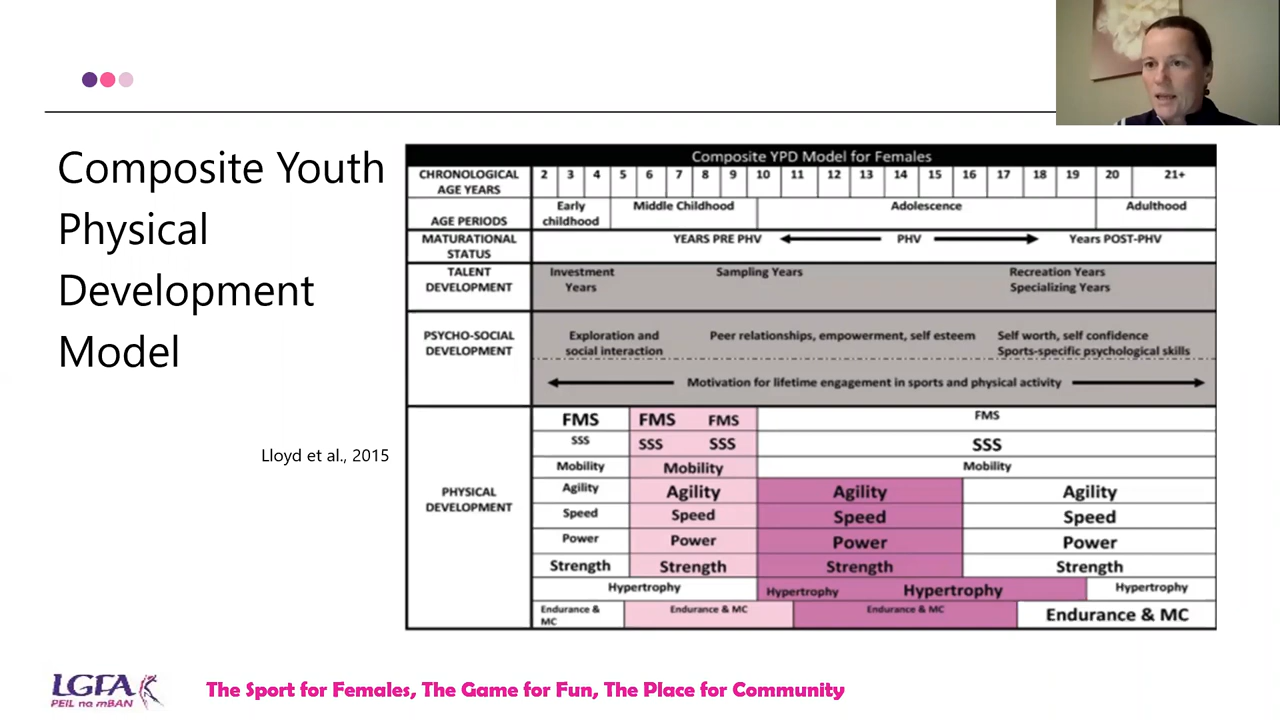 Composite Youth
Physical
Development
Model
Lloyd et al., 2015
Composite YPD Model for Females
CHRONOLOGICAL AGE YEARS 2 3 4 5 6 7 8 9 10 11 12 13 14 15 16 17 18 19 20 21+
AGE PERIODS Early childhood Middle Childhood Adolescence Adulthood
MATURATIONAL STATUS YEARS PRE PHV PHV Years POST-PHV
TALENT DEVELOPMENT Investment Years Sampling Years Recreation Years Specializing Years
PSYCHO-SOCIAL DEVELOPMENT Exploration and social interaction Peer relationships, empowerment, self esteem Self worth, self confidence Sports-specific psychological skills
Motivation for lifetime engagement in sports and physical activity
PHYSICAL DEVELOPMENT
FMS FMS FMS FMS
SSS SSS SSS SSS
Mobility Mobility Mobility
Agility Agility Agility Agility
Speed Speed Speed Speed
Power Power Power Power
Strength Strength Strength Strength
Hypertrophy Hypertrophy Hypertrophy Hypertrophy
Endurance & MC Endurance & MC Endurance & MC Endurance & MC
LGFA
PEIL na mBAN
The Sport for Females, The Game for Fun, The Place for Community